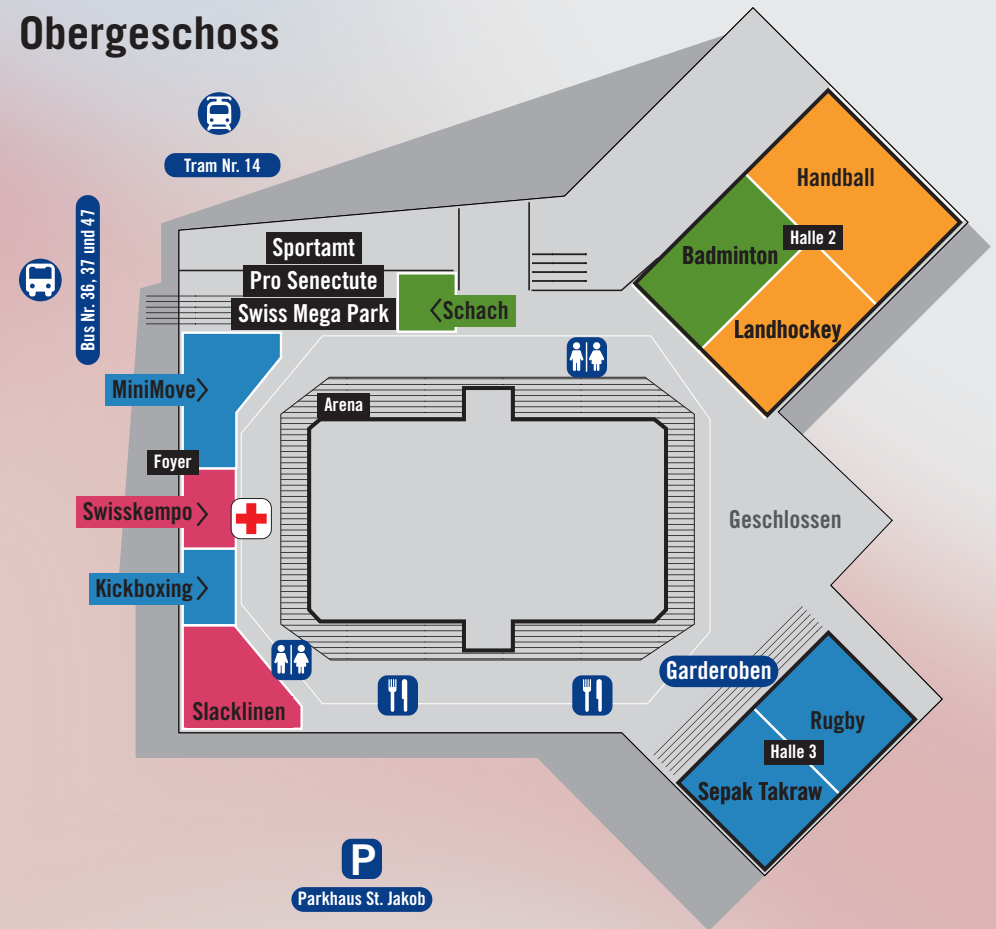 Obergeschoss
Tram Nr. 14
Bus Nr. 36, 37 und 47
Sportamt
Pro Senectute
Swiss Mega Park
Schach
Handball
Halle 2
Badminton
Landhockey
MiniMove
Arena
Foyer
Swisskempo
Geschlossen
Kickboxing
Garderoben
Slacklinen
Rugby
Halle 3
Sepak Takraw
P
Parkhaus St. Jakob